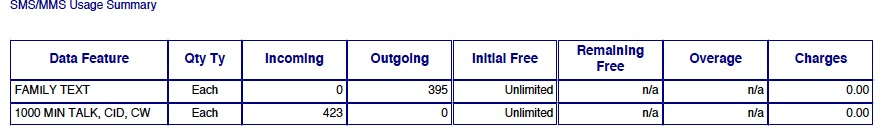 SMS/MMS Usage Summary
Data Feature Qty Ty Incoming Outgoing Initial Free Remaining Free Overage Charges
FAMILY TEXT Each 0 395 Unlimited n/a n/a 0.00
1000 MIN TALK, CID, CW Each 423 0 Unlimited n/a n/a 0.00